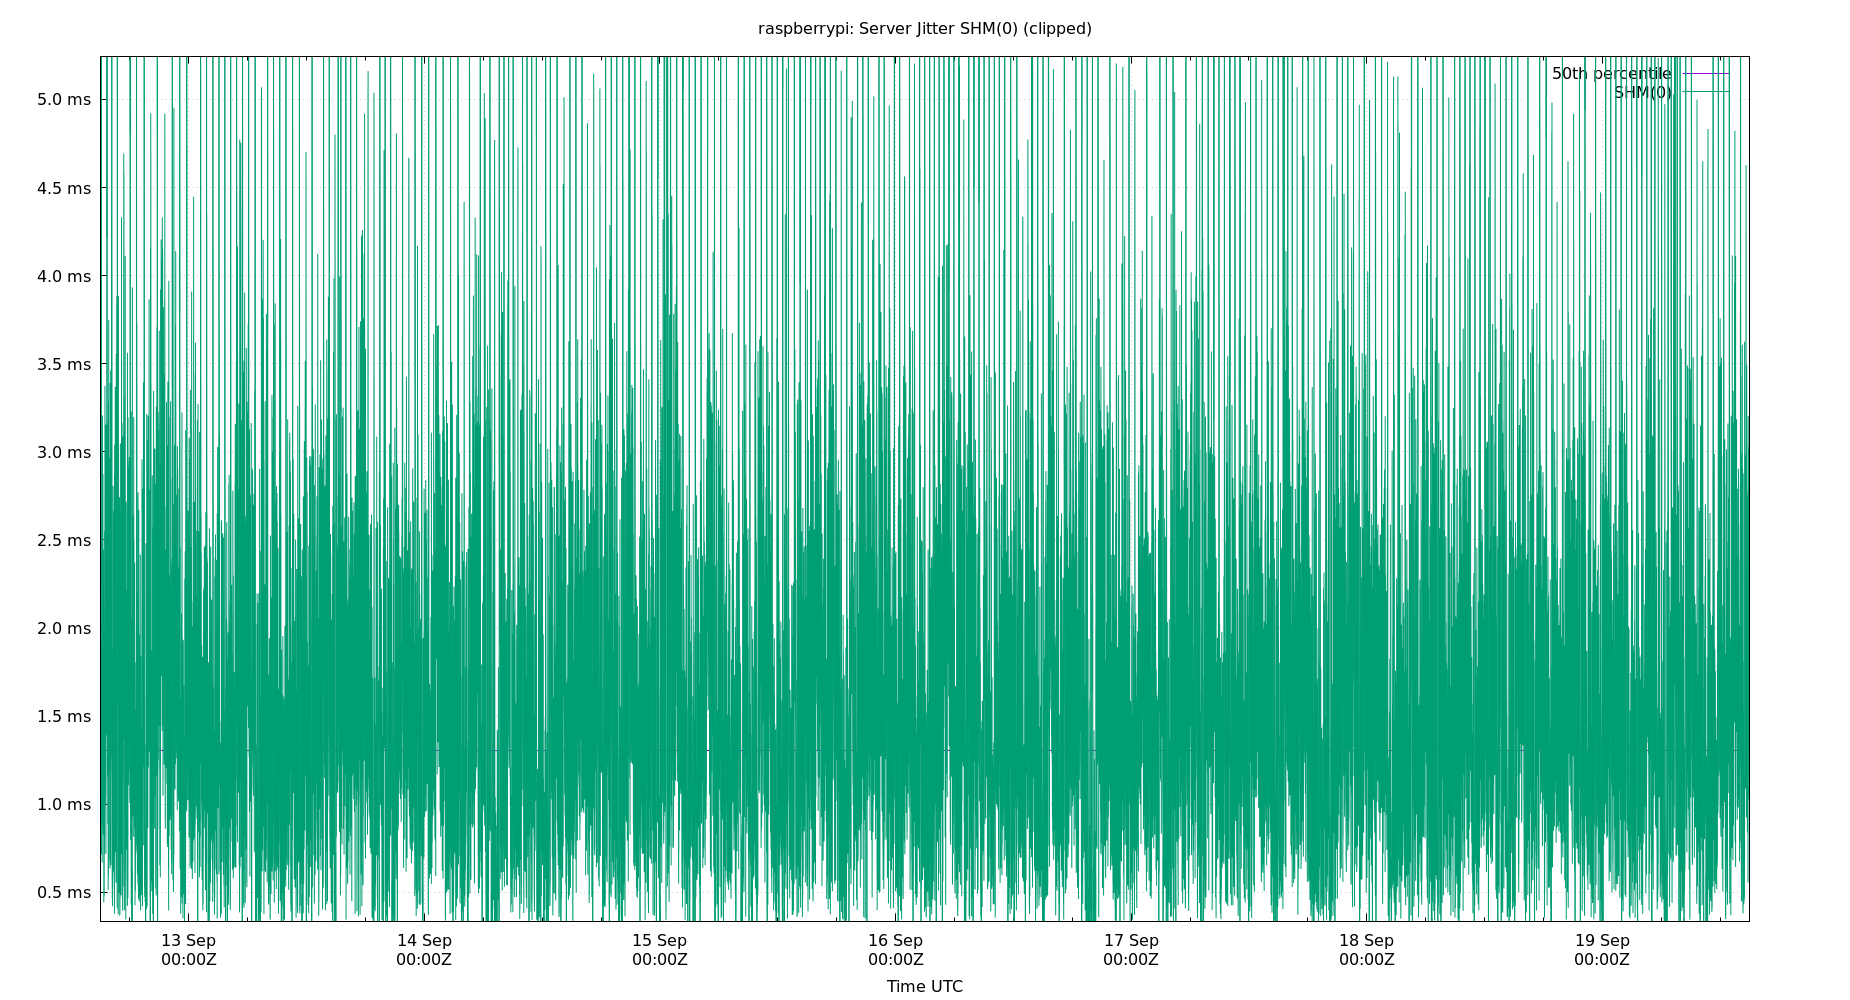 raspberrypi: Server Jitter SHM(0) (clipped)
50th percentile
SHM(0)
5.0 ms
4.5 ms
4.0 ms
3.5 ms
3.0 ms
2.5 ms
2.0 ms
1.5 ms
1.0 ms
0.5 ms
13 Sep 14 Sep 15 Sep 16 Sep 17 Sep 18 Sep 19 Sep
00:00Z 00:00Z 00:00Z 00:00Z 00:00Z 00:00Z 00:00Z
Time UTC